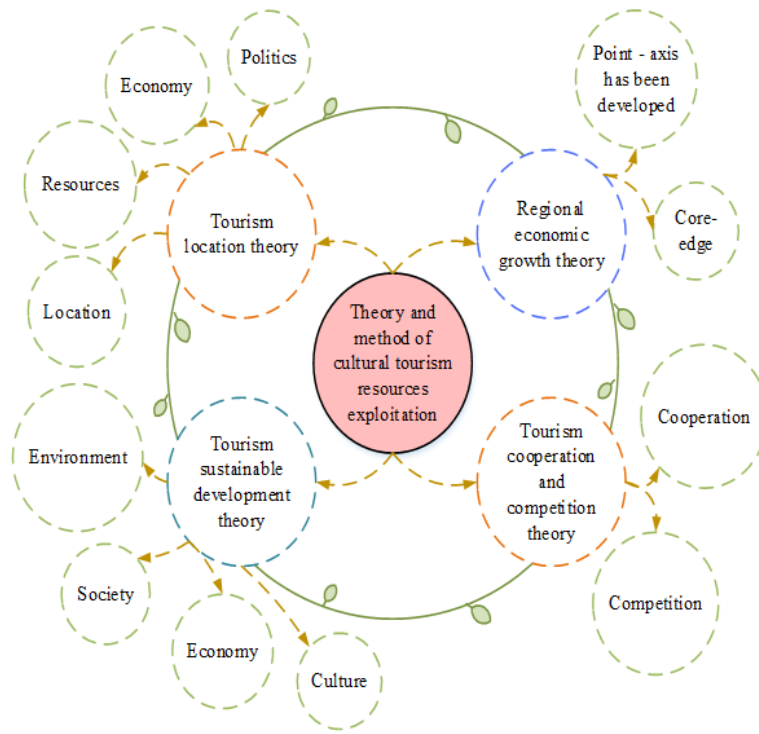 Politics
Economy
Point - axis
has been
developed
Resources
Tourism
location theory
Regional
economic
growth theory
Core-
edge
Location
Theory and
method of
cultural tourism
resources
exploitation
Cooperation
Environment
Tourism
sustainable
development
theory
Tourism
cooperation
and
competition
theory
Society
Economy
Culture
Competition